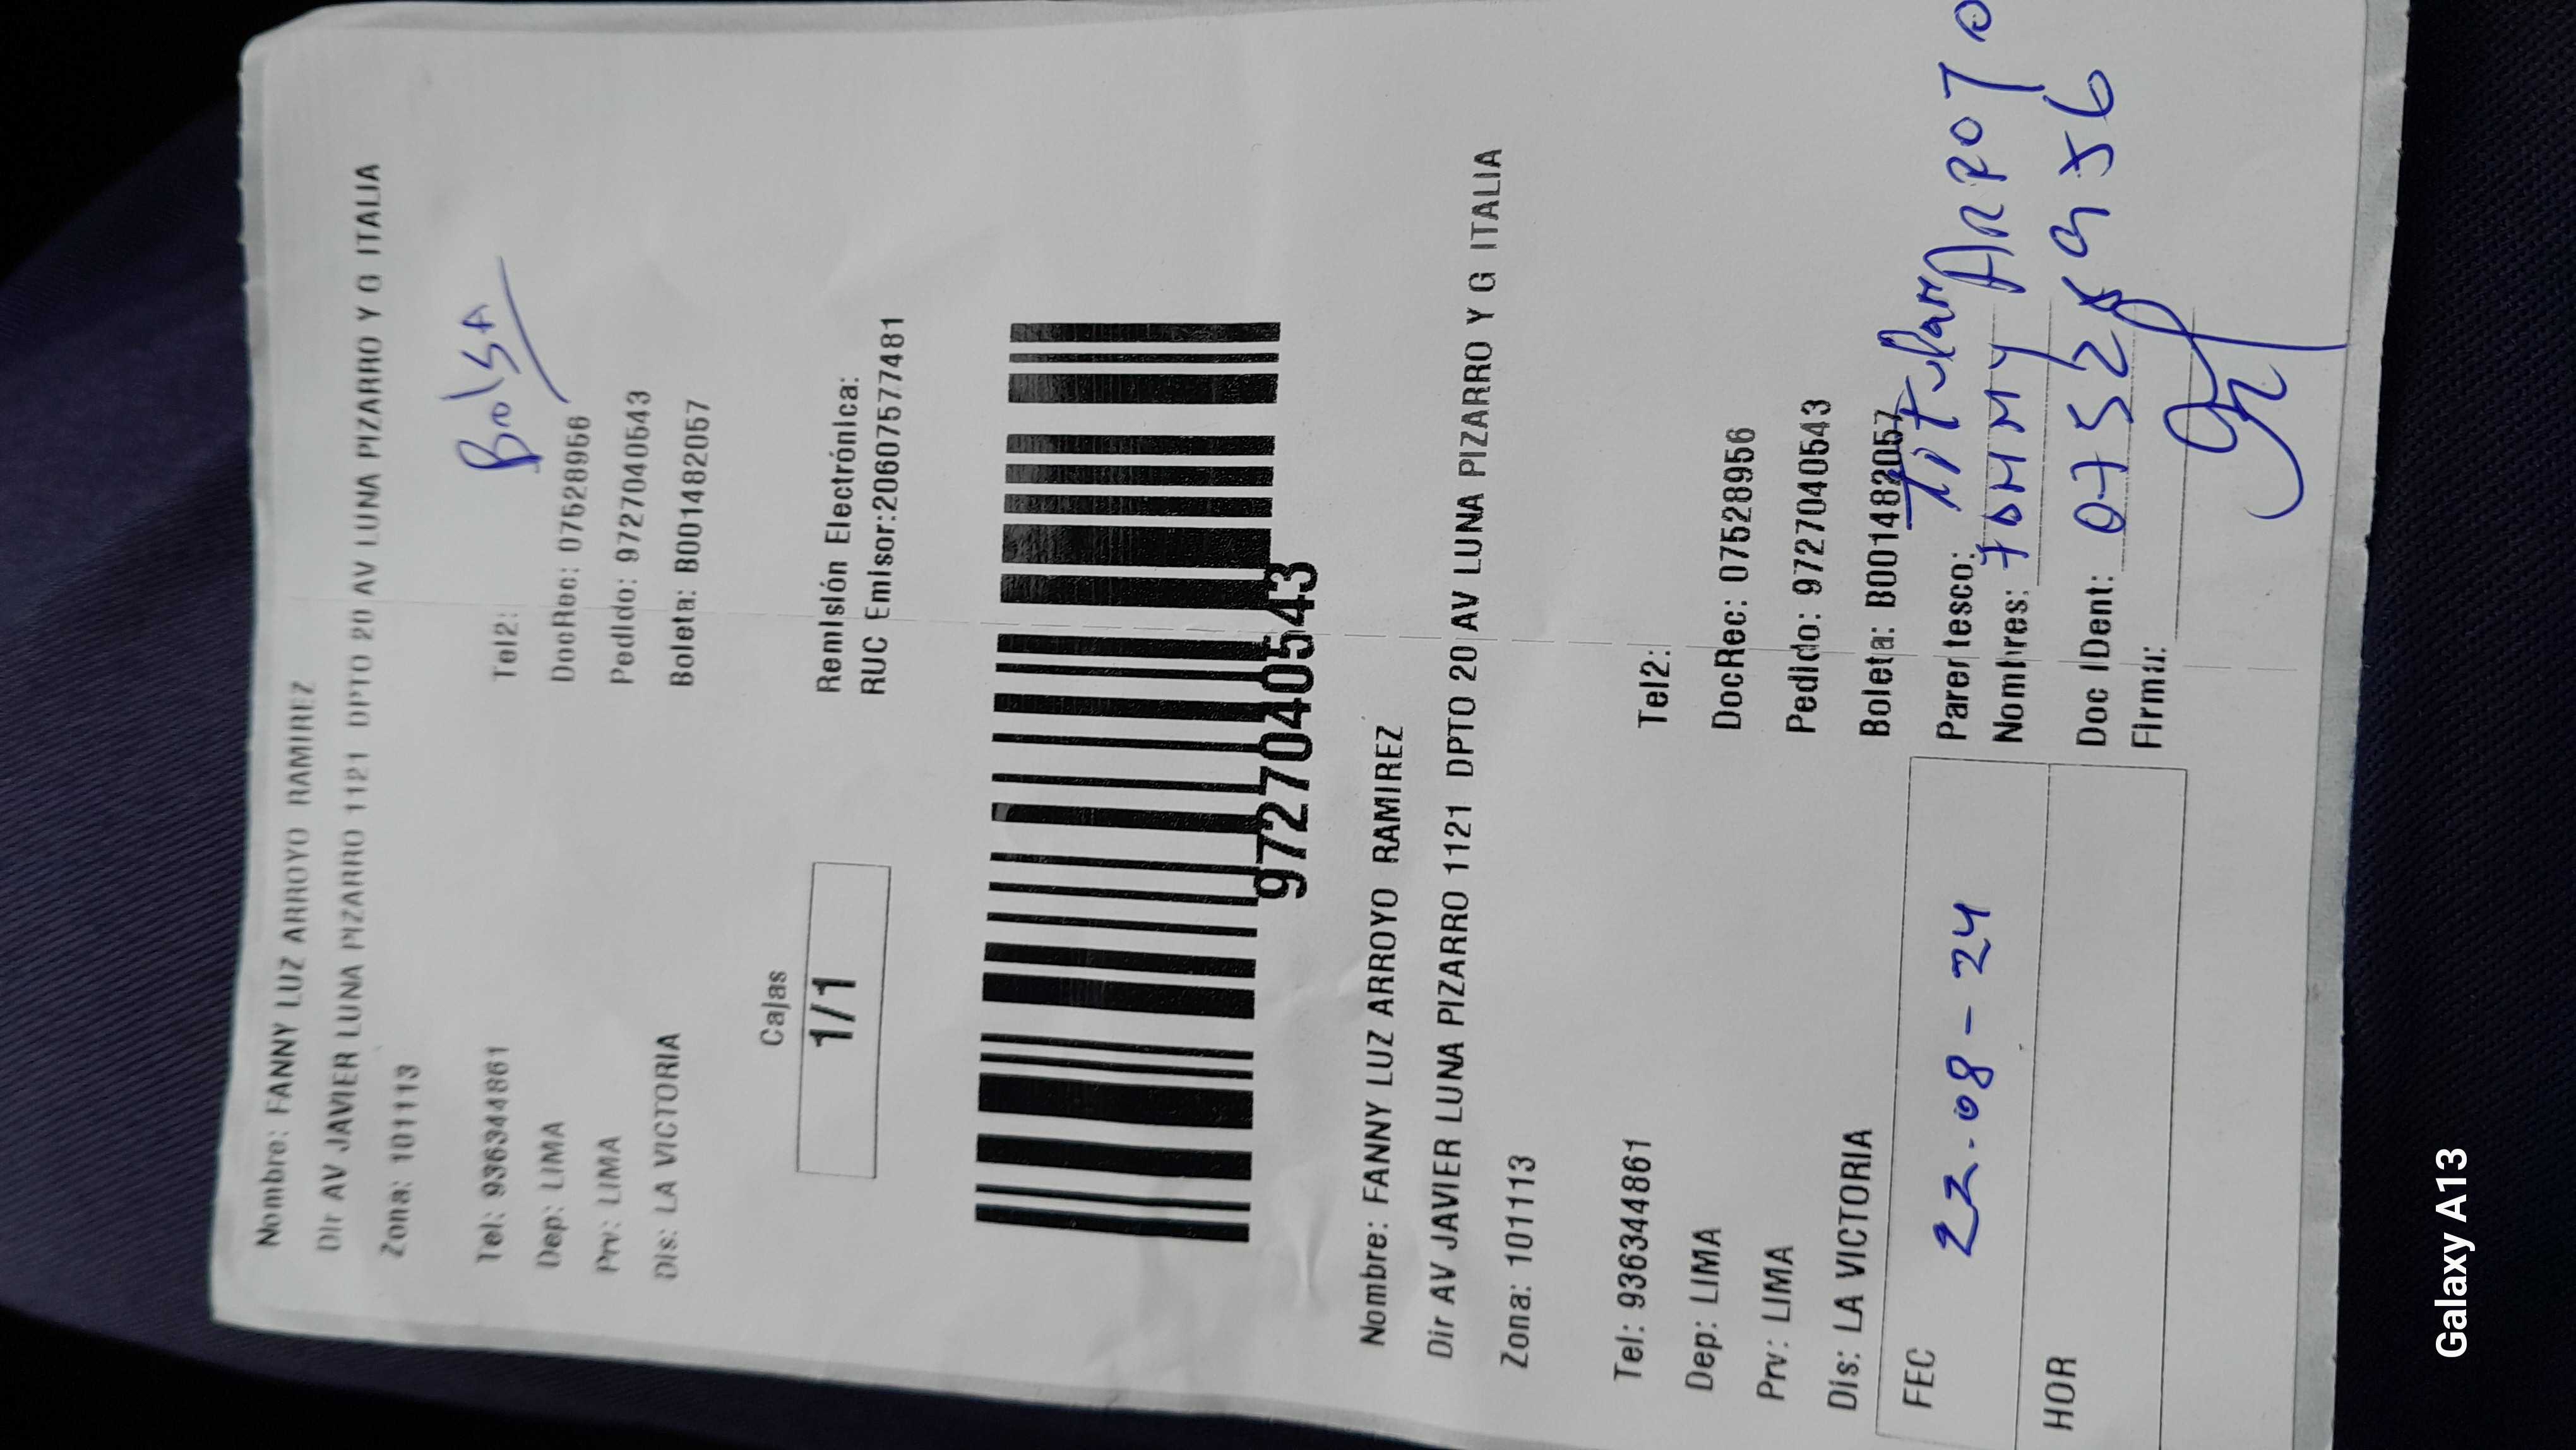 Nombre: FANNY LUZ ARROYO RAMIREZ
Dir AV JAVIER LUNA PIZARRO 1121 DPTO 20 AV LUNA PIZARRO Y G ITALIA
Zona: 101113
Bolsa
Tel: 936344861 Tel2:
Dep: LIMA DocRec: 07528956
Prv: LIMA Pedido: 9727040543
Dis: LA VICTORIA Boleta: B001482057
Cajas
1/1
Remisión Electrónica:
RUC Emisor:20607577481
9727040543
Nombre: FANNY LUZ ARROYO RAMIREZ
Dir AV JAVIER LUNA PIZARRO 1121 DPTO 20 AV LUNA PIZARRO Y G ITALIA
Zona: 101113
Tel: 936344861 Tel2:
Dep: LIMA DocRec: 07528956
Prv: LIMA Pedido: 9727040543
Dis: LA VICTORIA Boleta: B001482057
FEC 22-08-24
Parentesco: Titular
Nombres:
HOR
Doc IDent: 07528956
Firma:
Galaxy A13